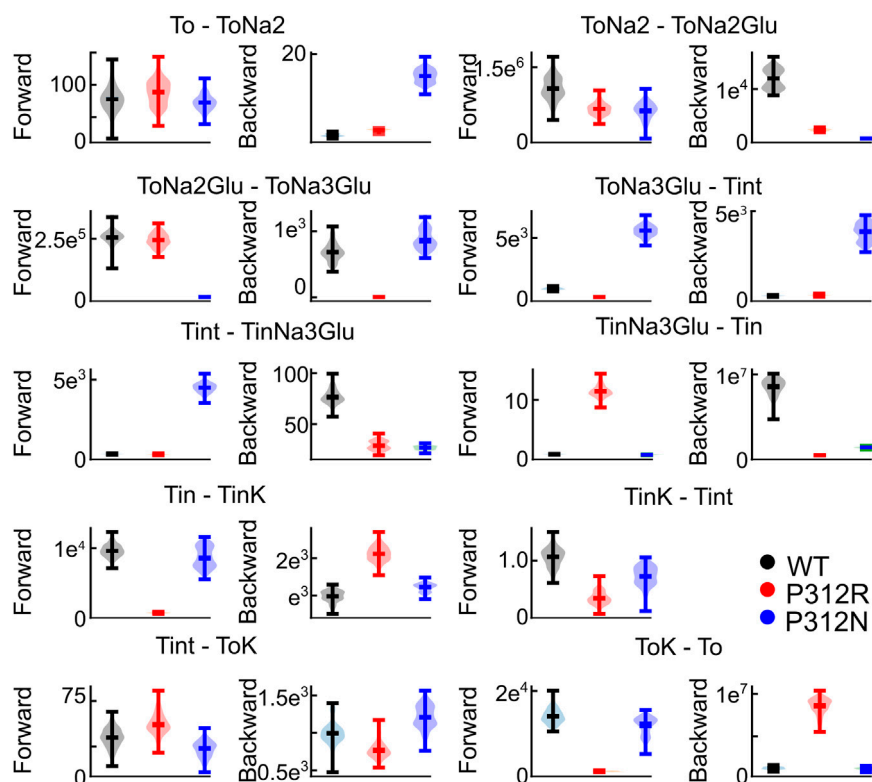 To - ToNa2
ToNa2 - ToNa2Glu
Forward
100
0
Backward
20
Forward
1.5e⁶
0
Backward
1e⁴
0
ToNa2Glu - ToNa3Glu
ToNa3Glu - Tint
Forward
2.5e⁵
0
Backward
1e³
0
Forward
5e³
0
Backward
5e³
0
Tint - TinNa3Glu
TinNa3Glu - Tin
Forward
5e³
0
Backward
100
50
Forward
10
0
Backward
1e⁷
0
Tin - TinK
TinK - Tint
Forward
1e⁴
0
Backward
2e³
e³
Forward
1.0
0
WT
P312R
P312N
Tint - ToK
ToK - To
Forward
75
0
Backward
1.5e³
0.5e³
Forward
2e⁴
0
Backward
1e⁷
0